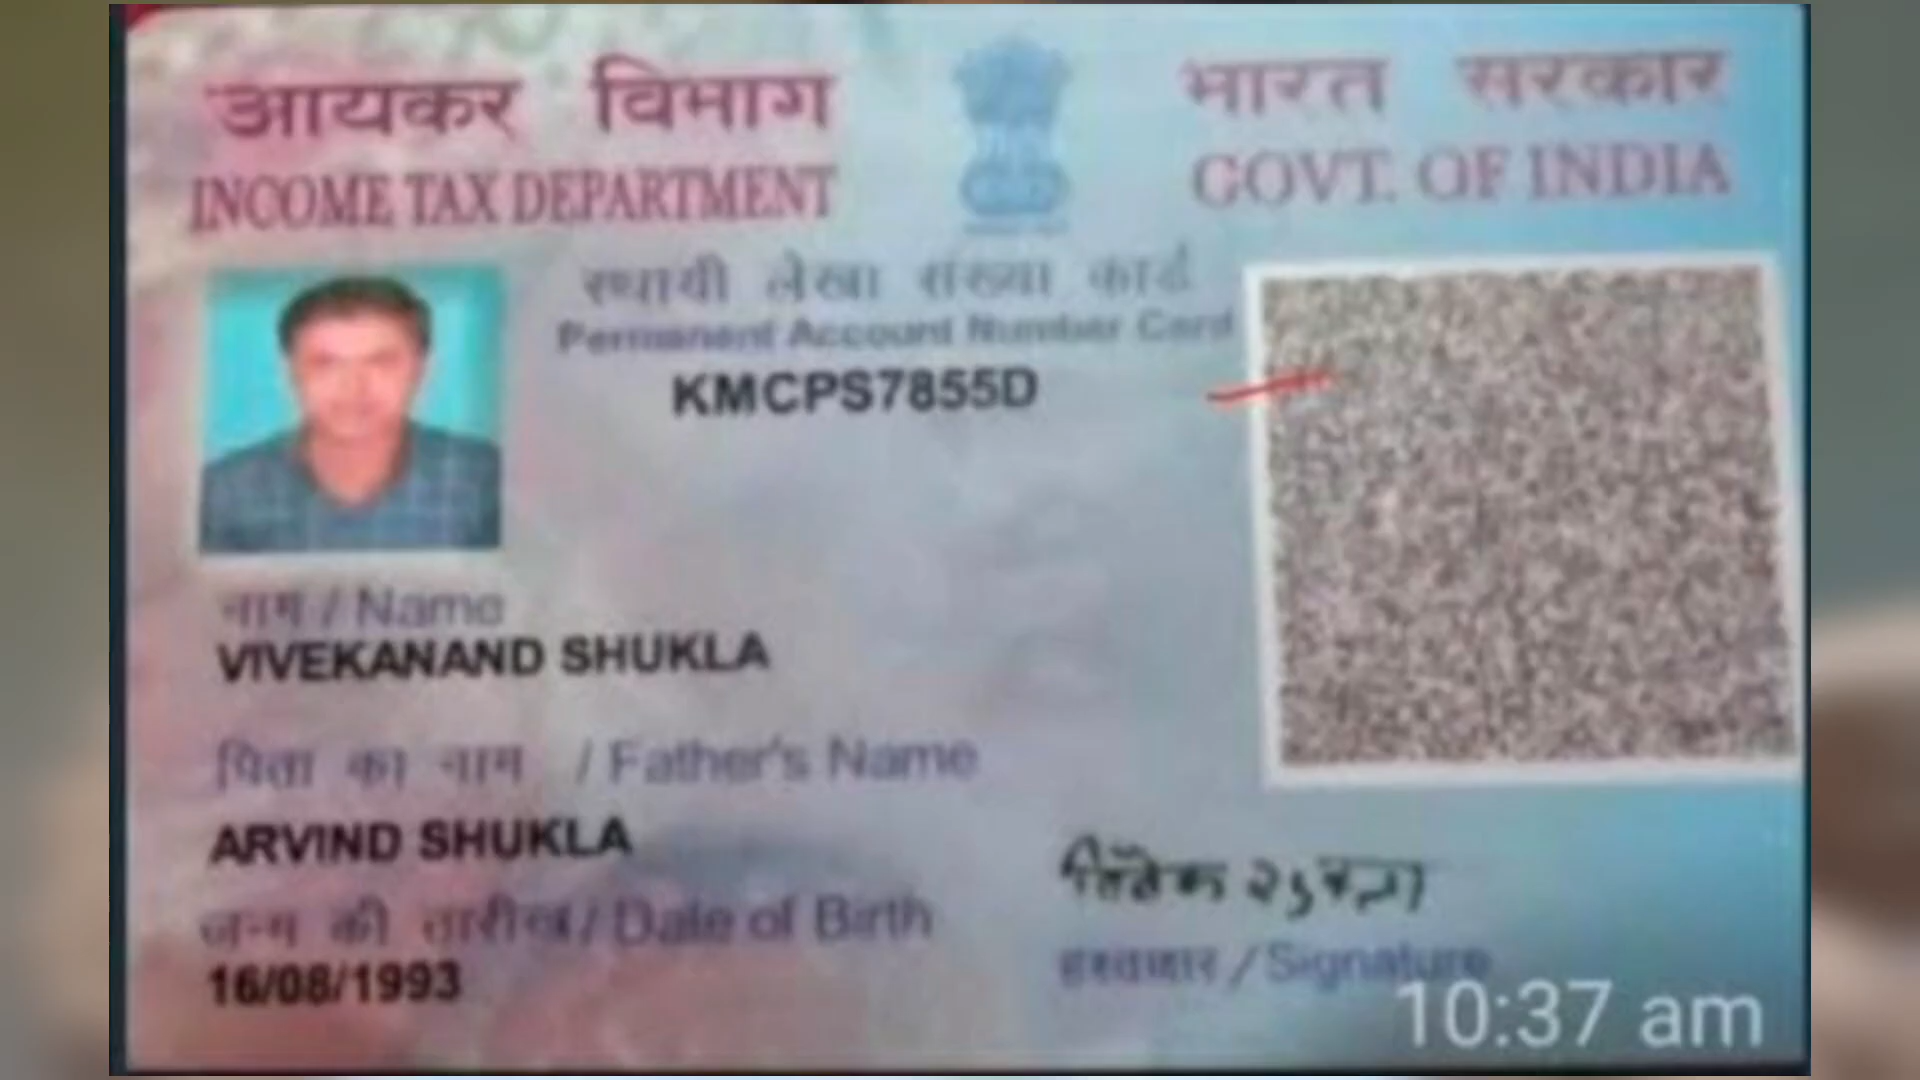 आयकर विभाग
भारत सरकार
INCOME TAX DEPARTMENT
GOVT. OF INDIA
स्थायी लेखा संख्या कार्ड
Permanent Account Number Card
KMCPS7855D
नाम / Name
VIVEKANAND SHUKLA
पिता का नाम / Father's Name
ARVIND SHUKLA
जन्म की तारीख / Date of Birth
16/08/1993
हस्ताक्षर / Signature
10:37 am